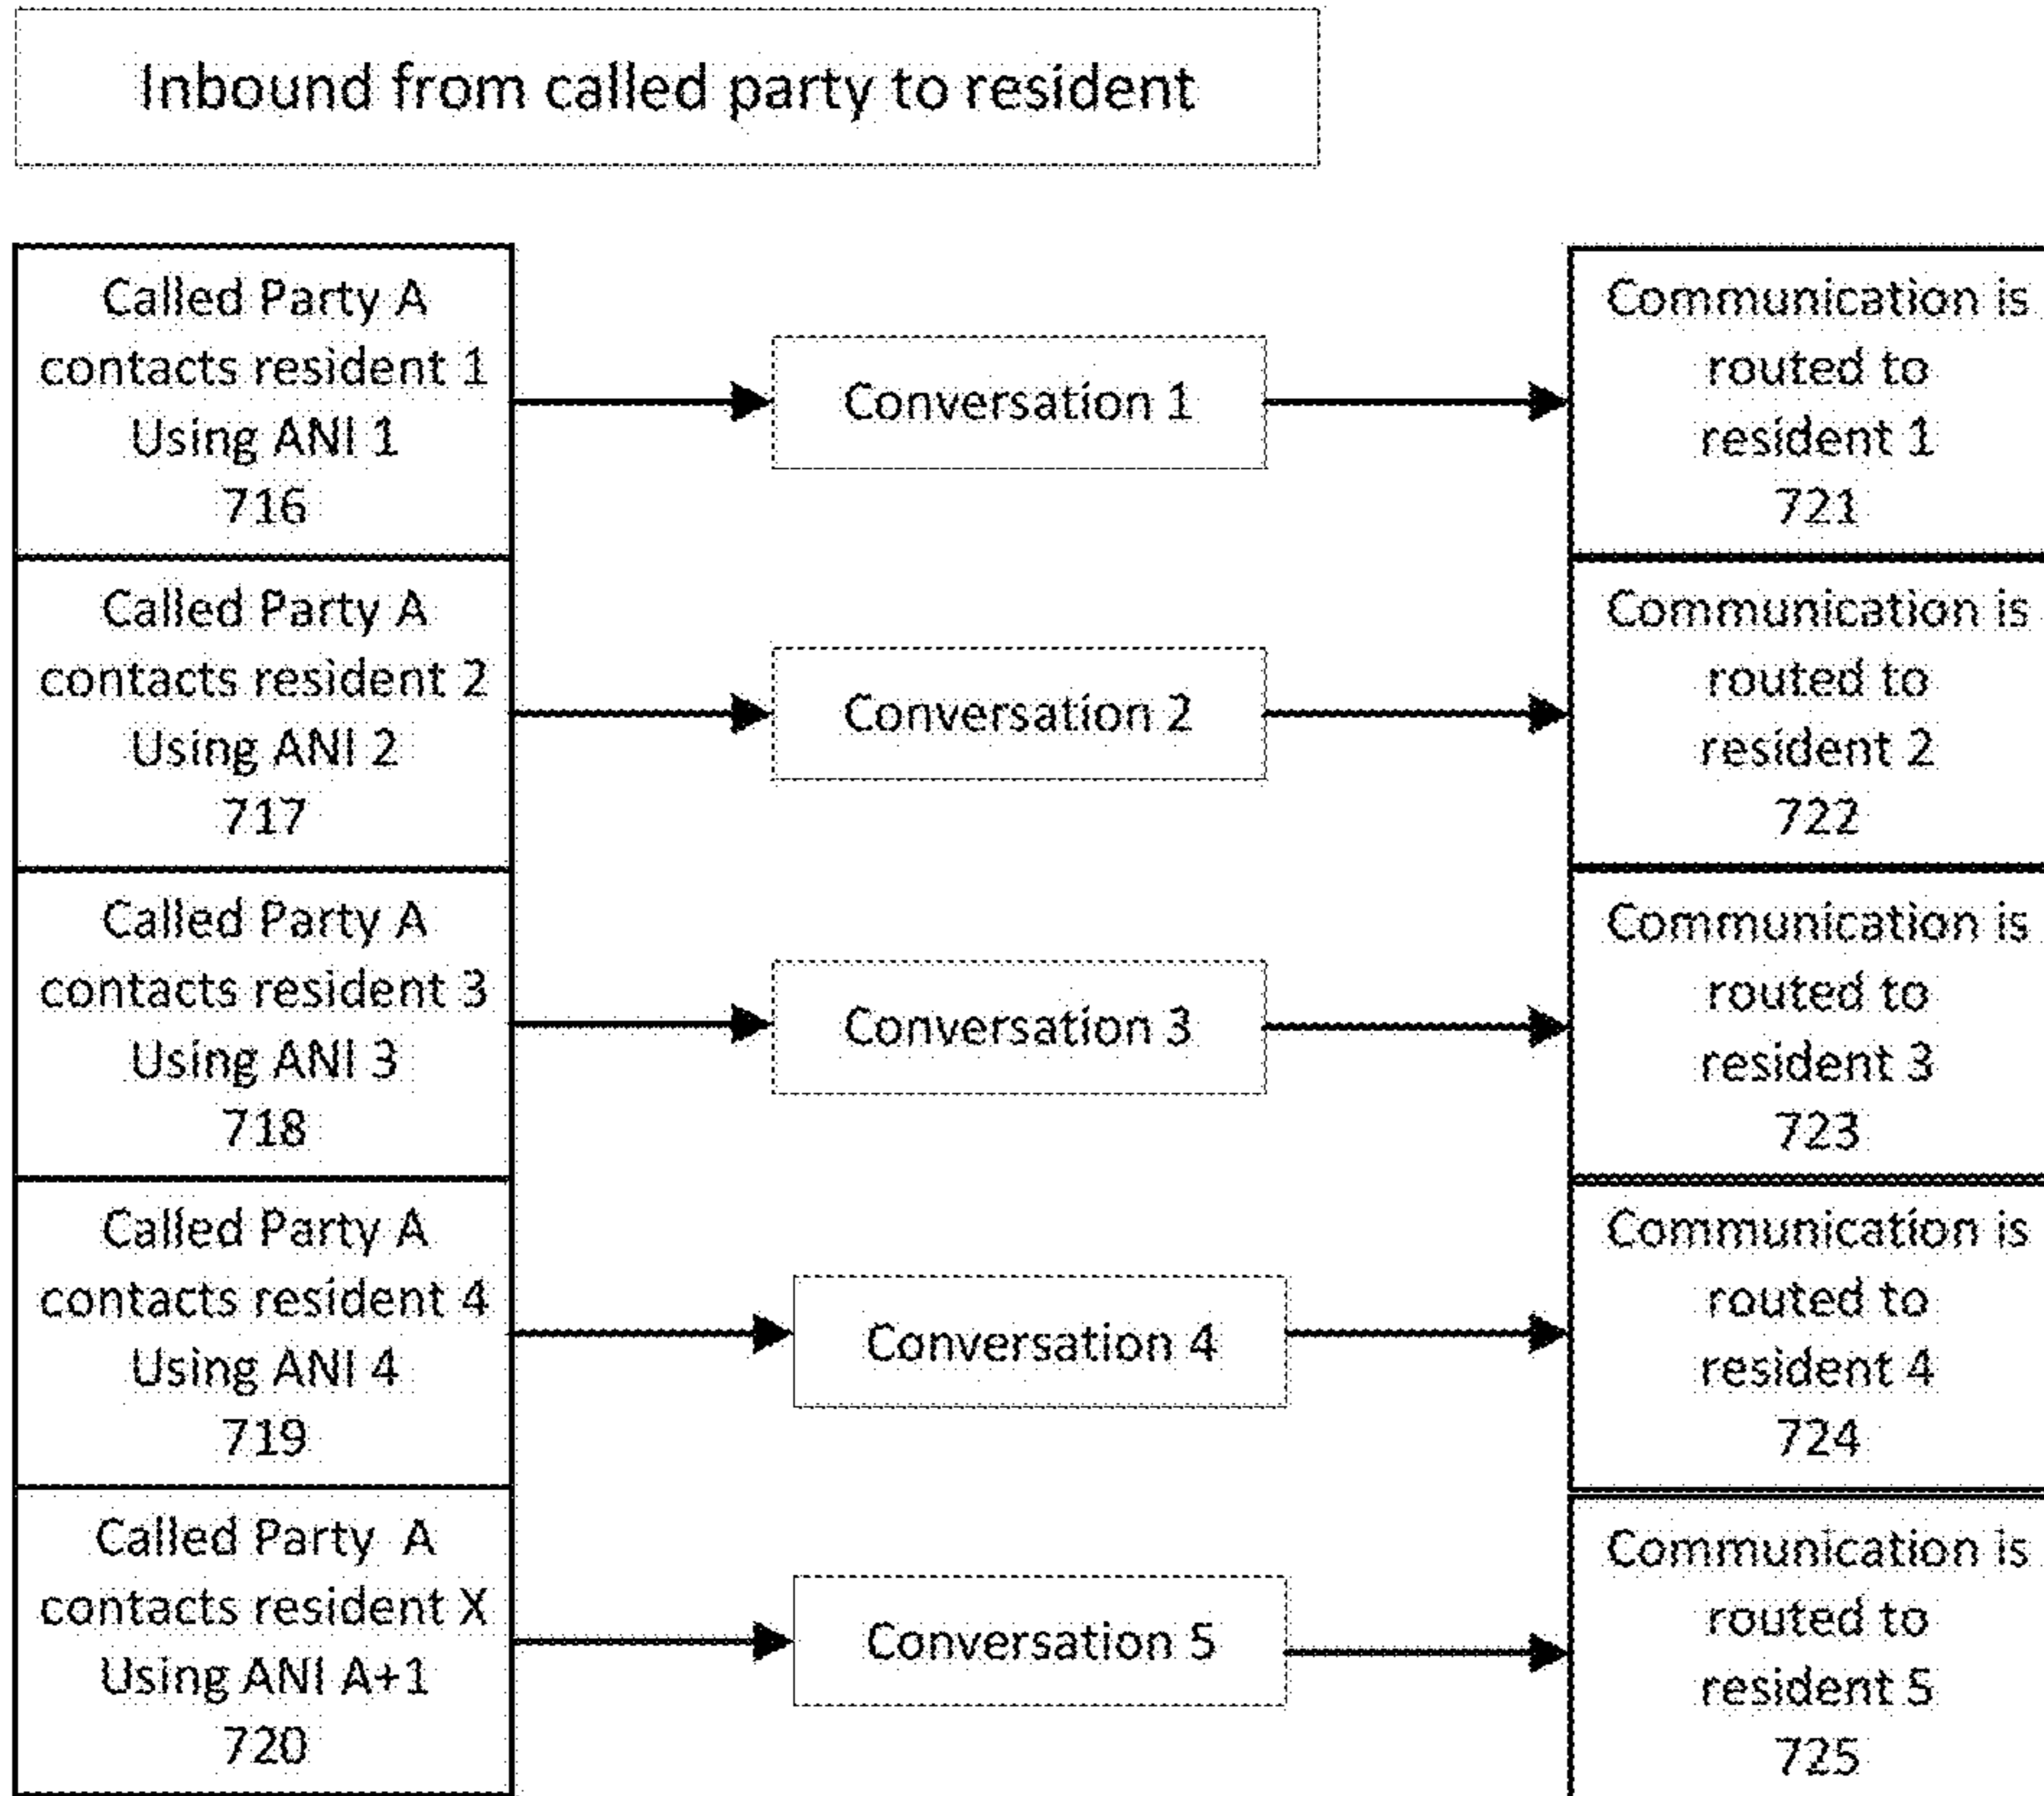 Inbound from called party to resident
Called Party A
contacts resident 1
Using ANI 1
716
Conversation 1
Communication is
routed to
resident 1
721
Called Party A
contacts resident 2
Using ANI 2
717
Conversation 2
Communication is
routed to
resident 2
722
Called Party A
contacts resident 3
Using ANI 3
718
Conversation 3
Communication is
routed to
resident 3
723
Called Party A
contacts resident 4
Using ANI 4
719
Conversation 4
Communication is
routed to
resident 4
724
Called Party A
contacts resident X
Using ANI A+1
720
Conversation 5
Communication is
routed to
resident 5
725